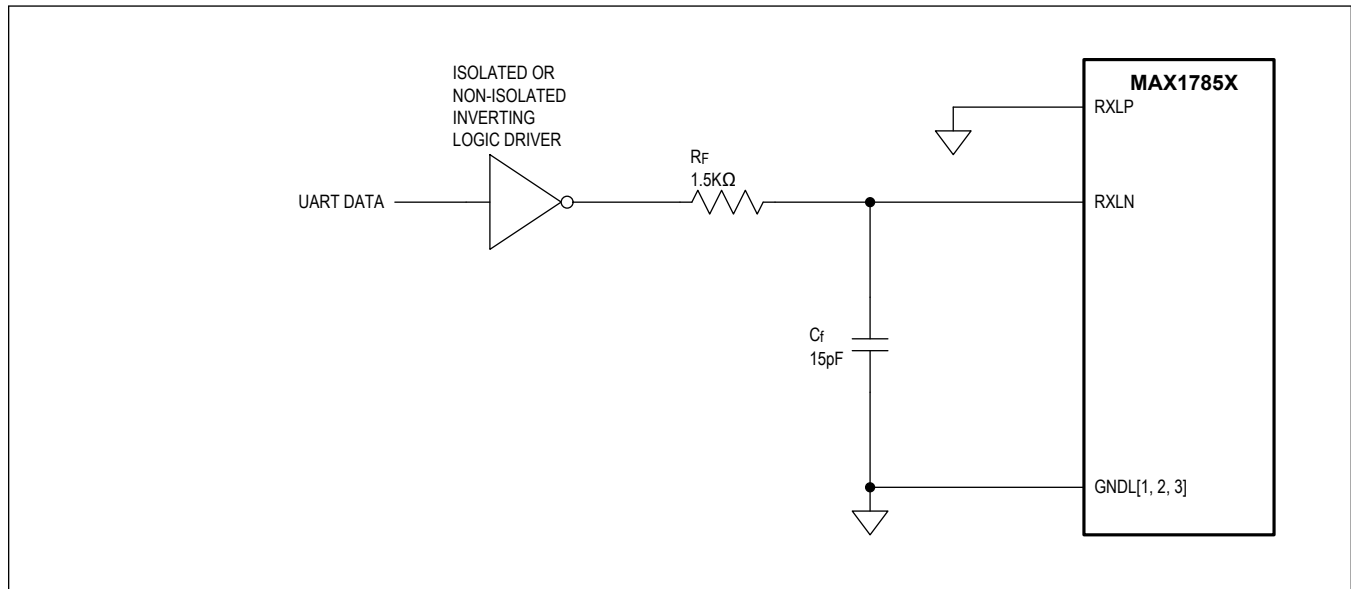 ISOLATED OR
NON-ISOLATED
INVERTING
LOGIC DRIVER
UART DATA
RF
1.5KΩ
Cf
15pF
MAX1785X
RXLP
RXLN
GNDL[1, 2, 3]